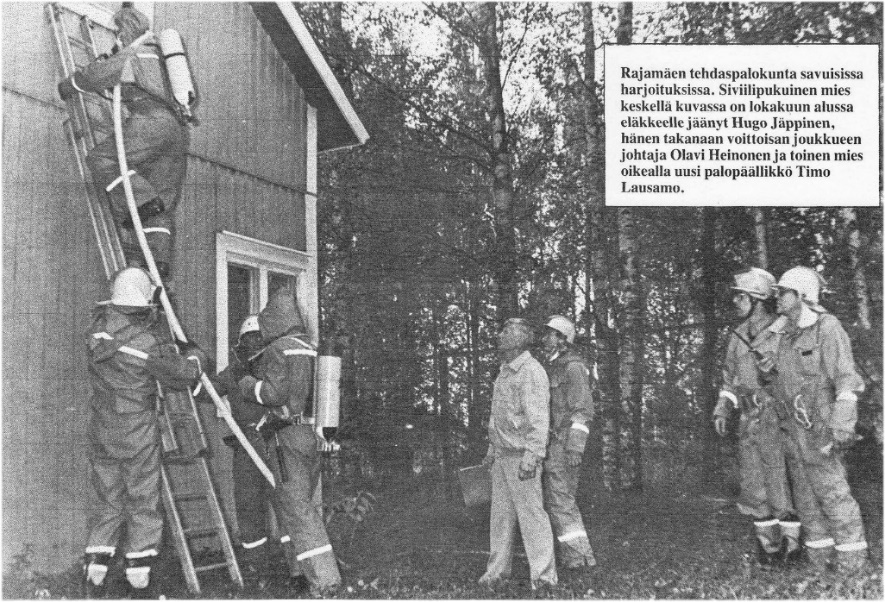 Rajamäen tehdaspalokunta savuisissa
harjoituksissa. Siviilipukuinen mies
keskellä kuvassa on lokakuun alussa
eläkkeelle jäänyt Hugo Jäppinen,
hänen takanaan voittoisan joukkueen
johtaja Olavi Heinonen ja toinen mies
oikealla uusi palopäällikkö Timo
Lausamo.